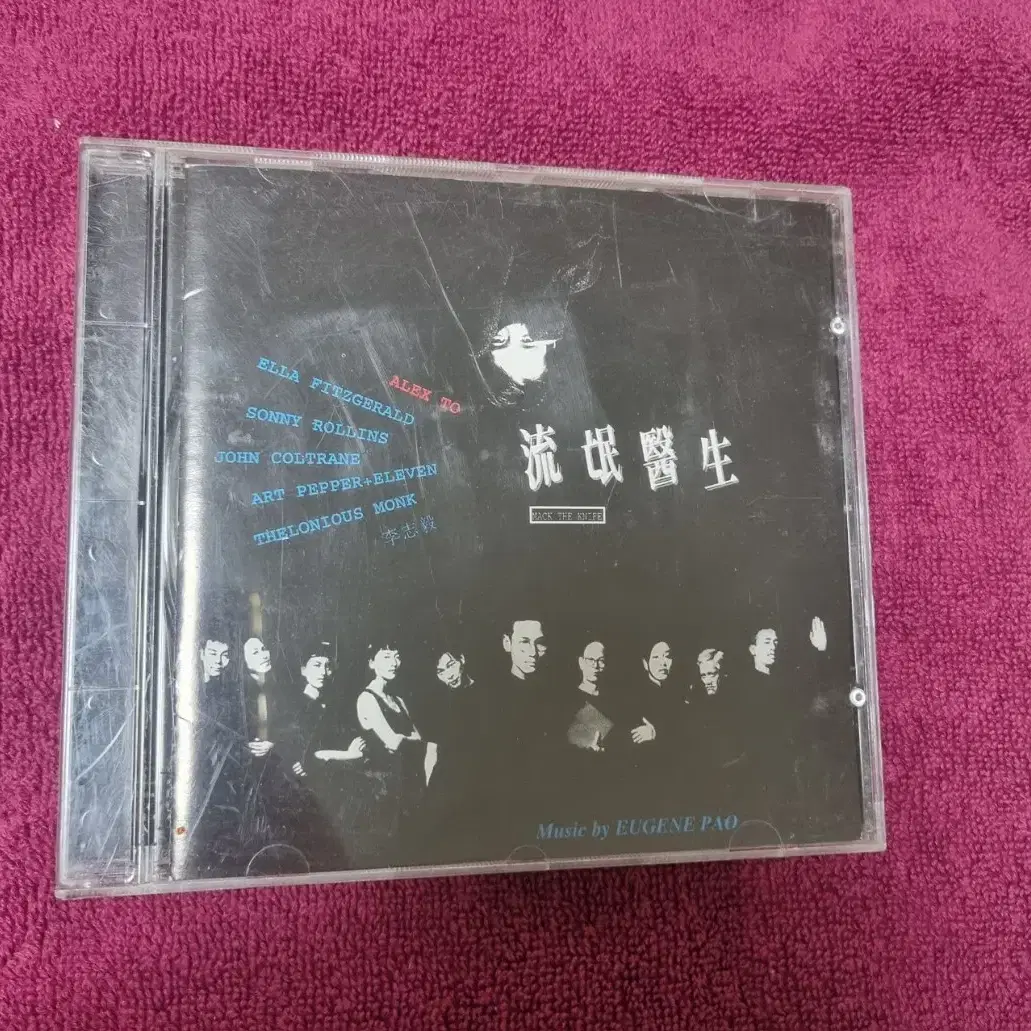 ALEX TO
ELLA FITZGERALD
SONNY ROLLINS
JOHN COLTRANE
ART PEPPER+ELEVEN
THELONIOUS MONK
李志毅
流氓醫生
MACK THE KNIFE
Music by EUGENE PAO